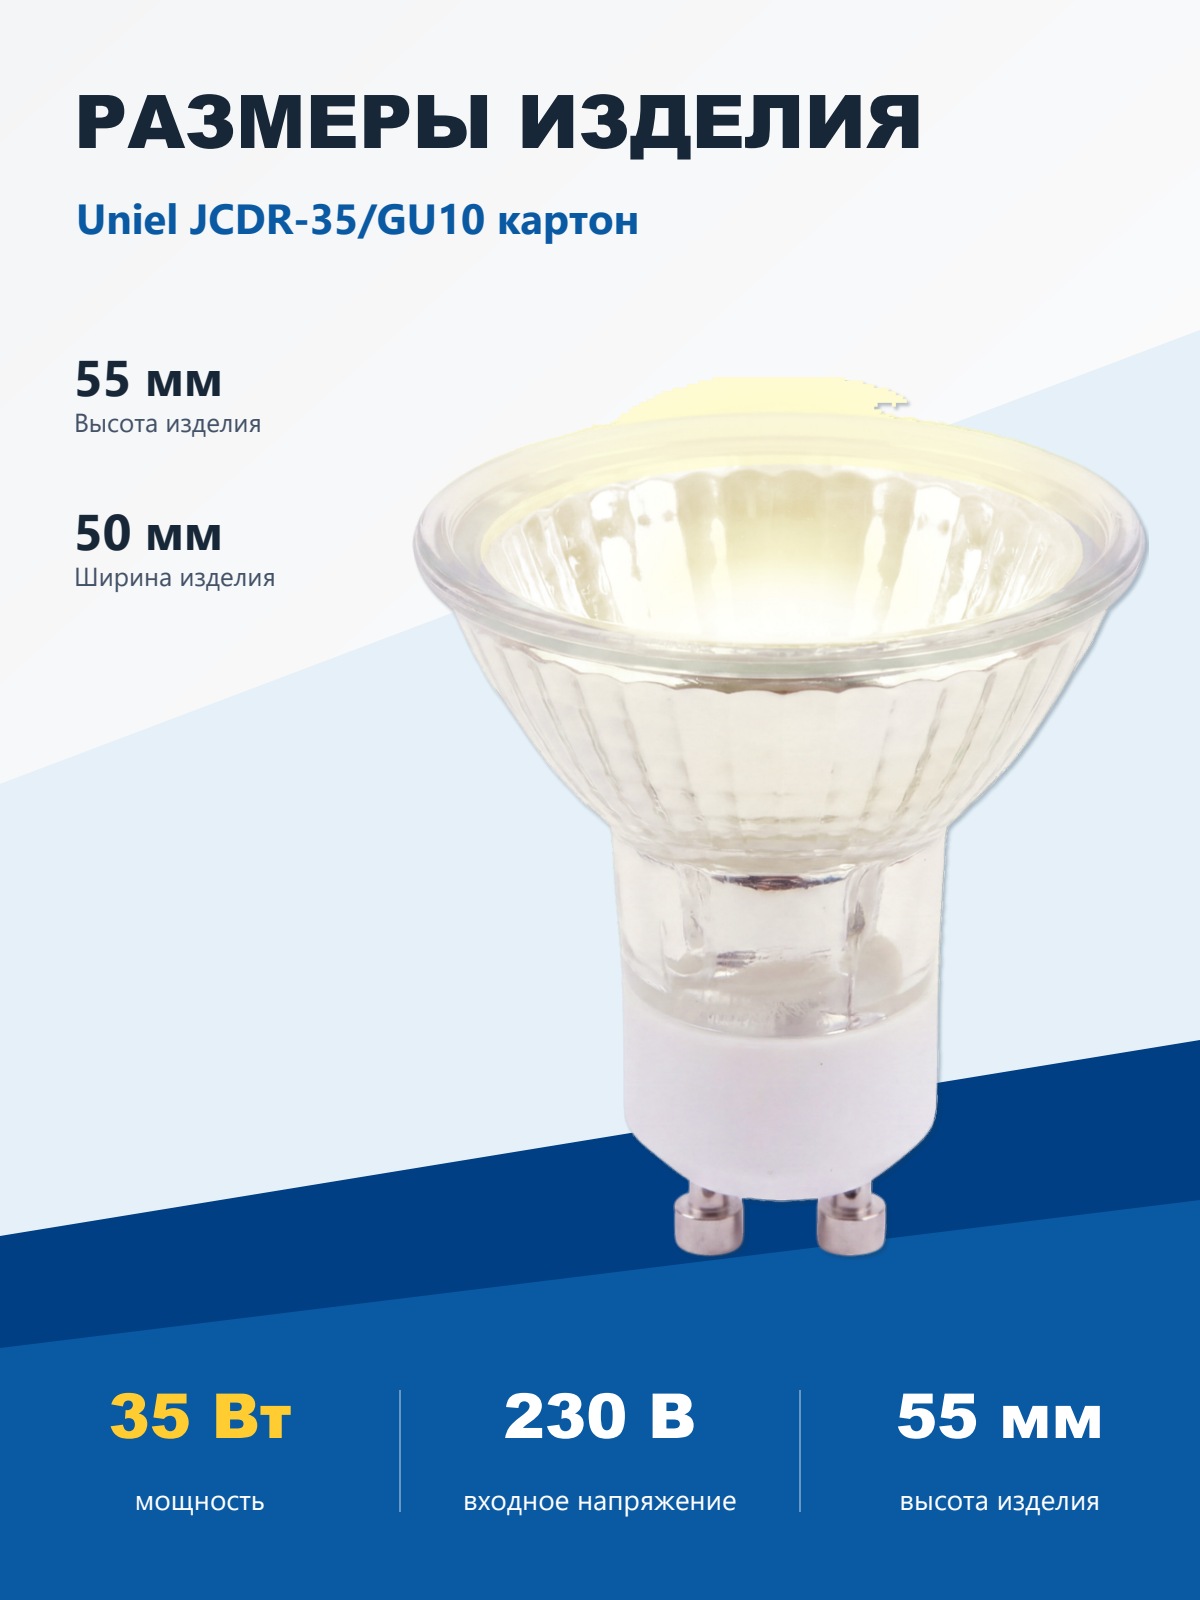 РАЗМЕРЫ ИЗДЕЛИЯ
Uniel JCDR-35/GU10 картон
55 мм
Высота изделия
50 мм
Ширина изделия
35 Вт
мощность
230 В
входное напряжение
55 мм
высота изделия